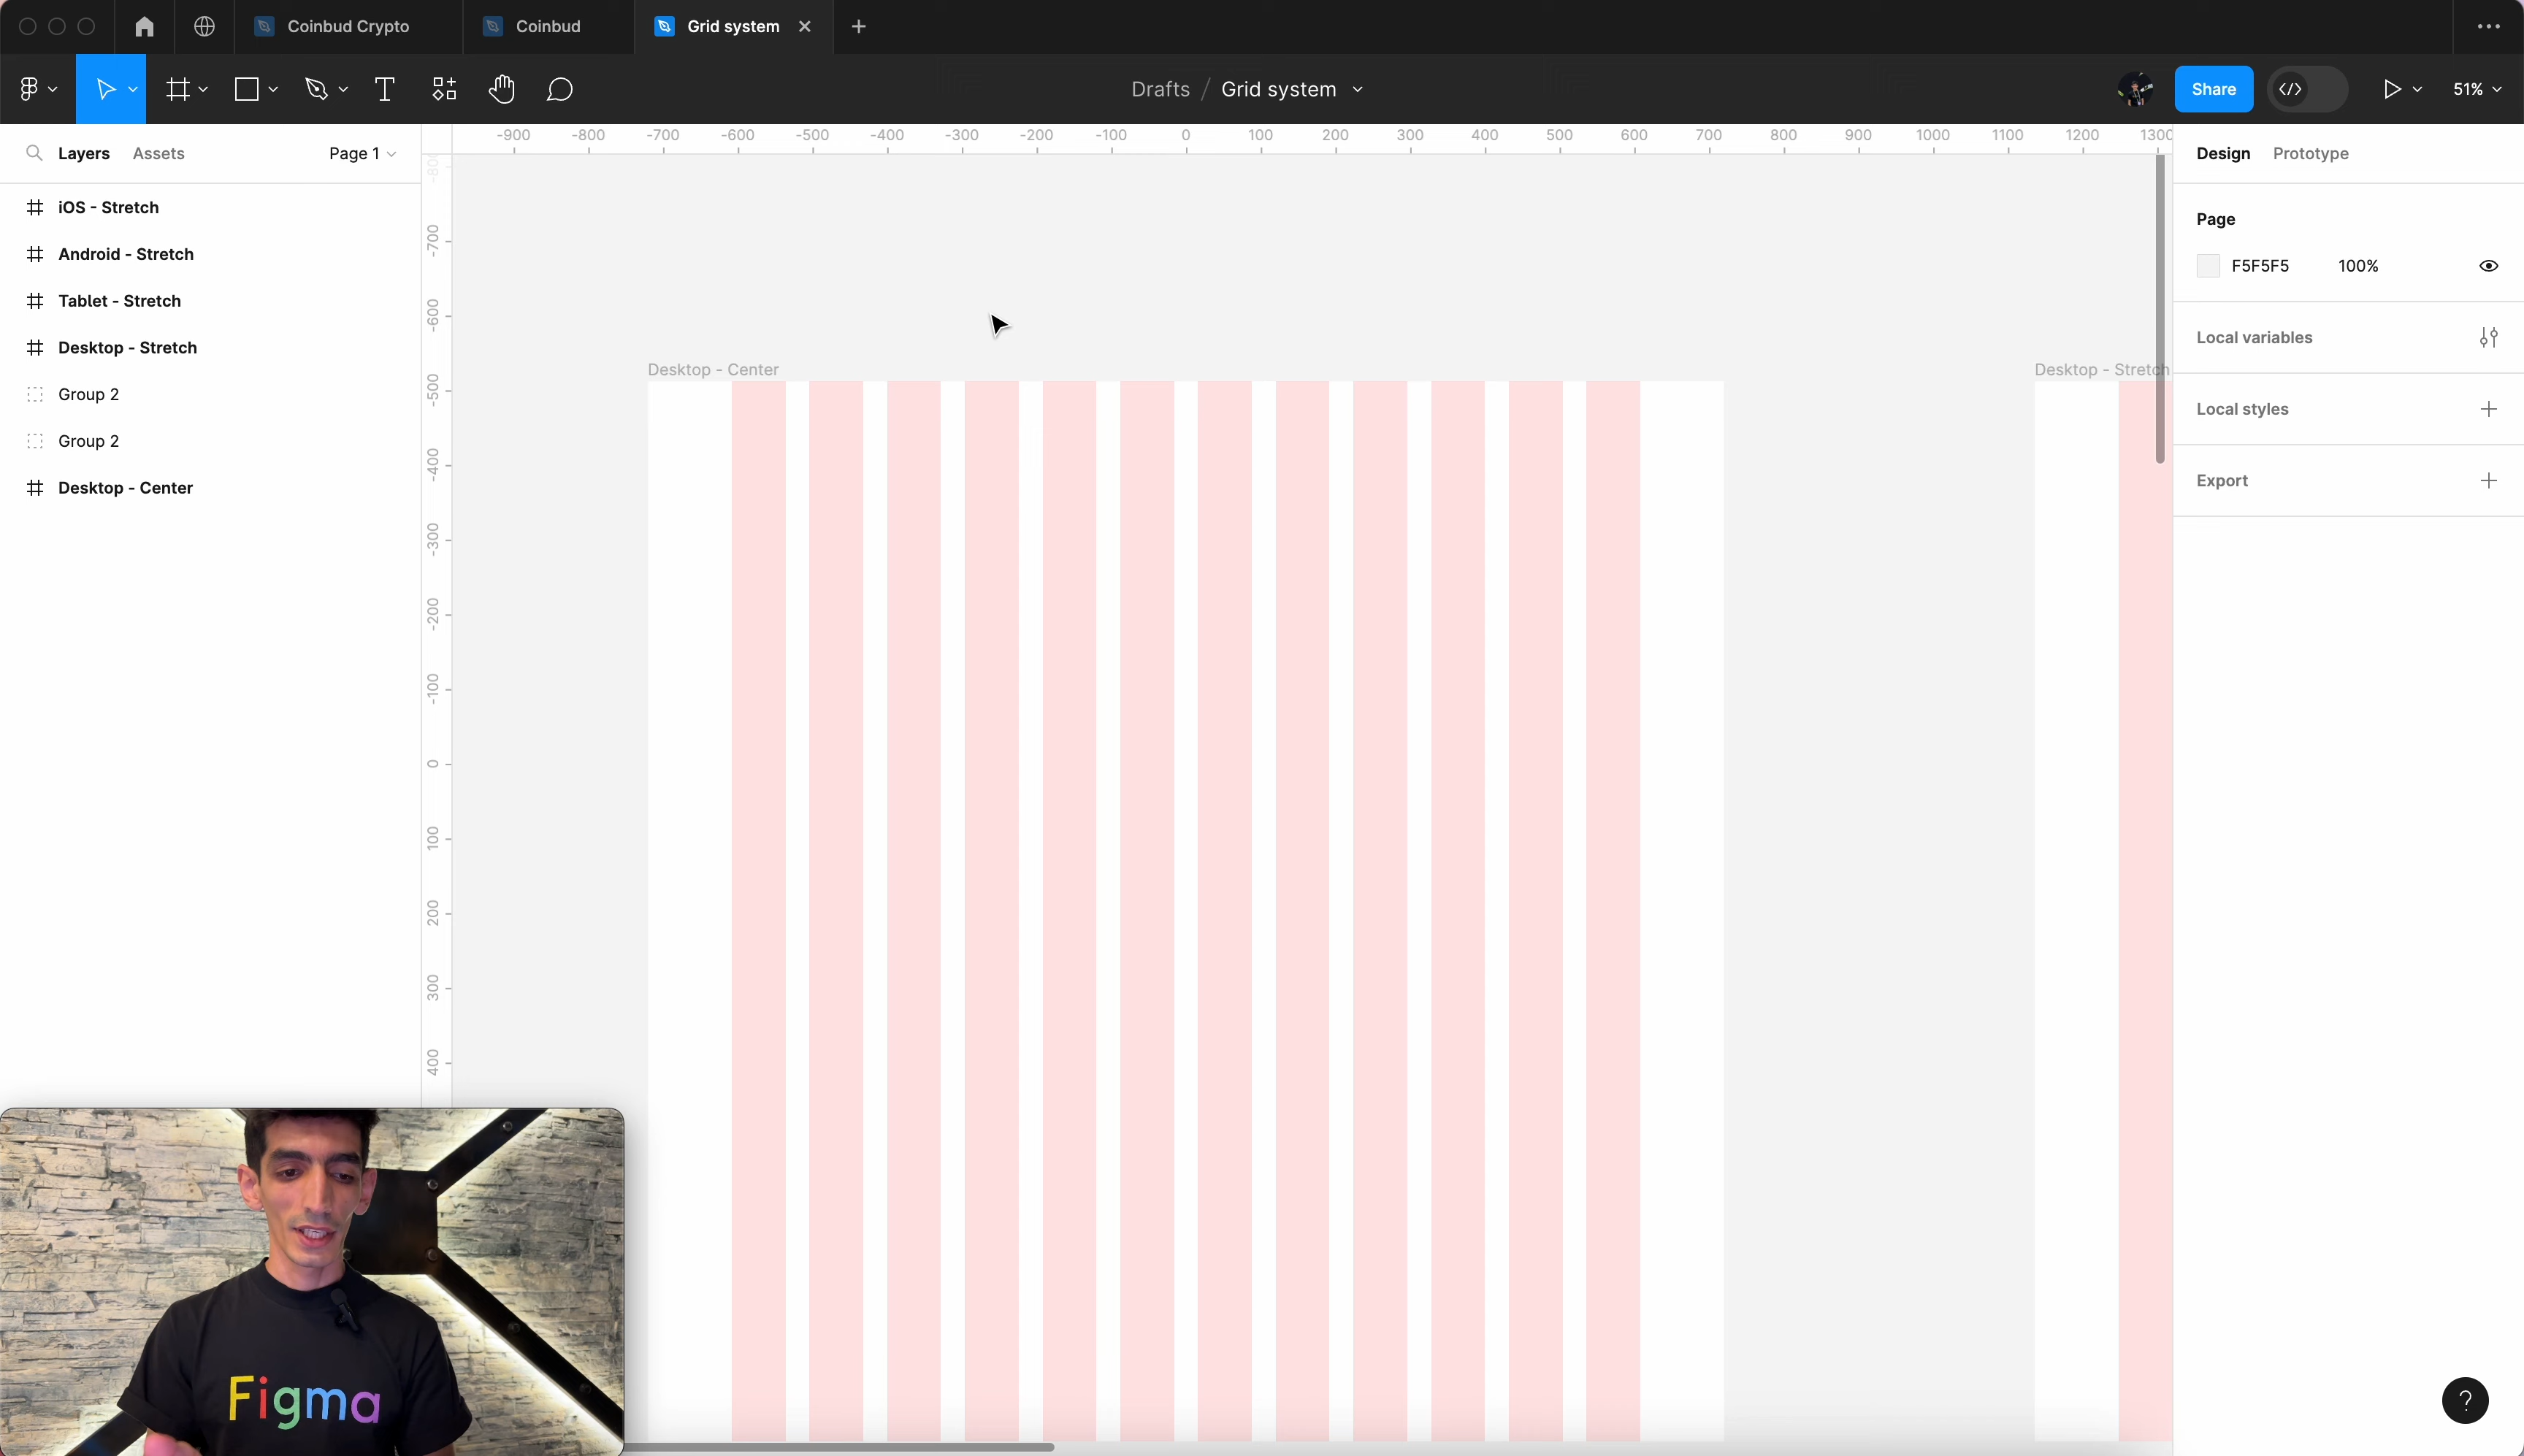 Coinbud Crypto
Coinbud
Grid system
Drafts / Grid system
Share
51%
Layers
Assets
Page 1
iOS - Stretch
Android - Stretch
Tablet - Stretch
Desktop - Stretch
Group 2
Group 2
Desktop - Center
-900 -800 -700 -600 -500 -400 -300 -200 -100 0 100 200 300 400 500 600 700 800 900 1000 1100 1200 1300
-800
-700
-600
-500
-400
-300
-200
-100
0
100
200
300
400
Desktop - Center
Desktop - Stretch
Design
Prototype
Page
F5F5F5
100%
Local variables
Local styles
Export
Figma
?